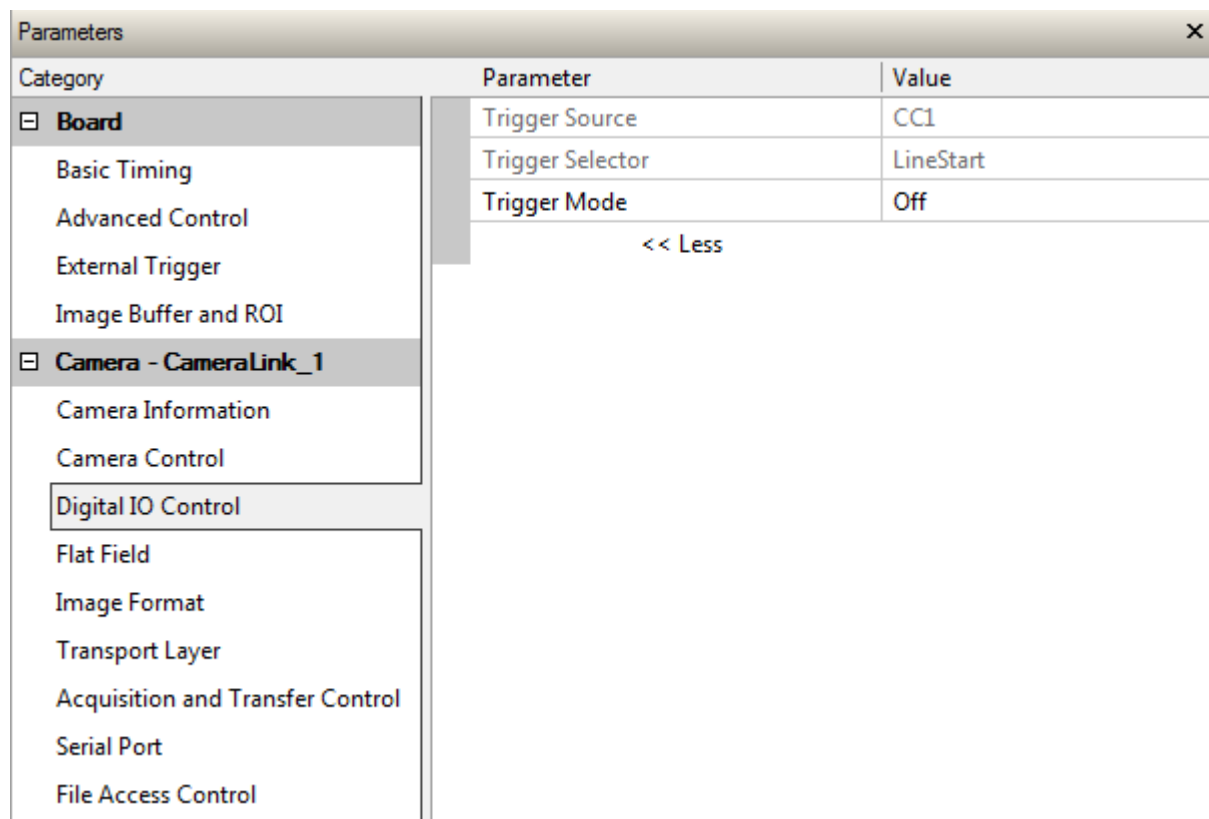 Parameters
Category
Board
Basic Timing
Advanced Control
External Trigger
Image Buffer and ROI
Camera - CameraLink_1
Camera Information
Camera Control
Digital IO Control
Flat Field
Image Format
Transport Layer
Acquisition and Transfer Control
Serial Port
File Access Control
Parameter Value
Trigger Source CC1
Trigger Selector LineStart
Trigger Mode Off
<< Less